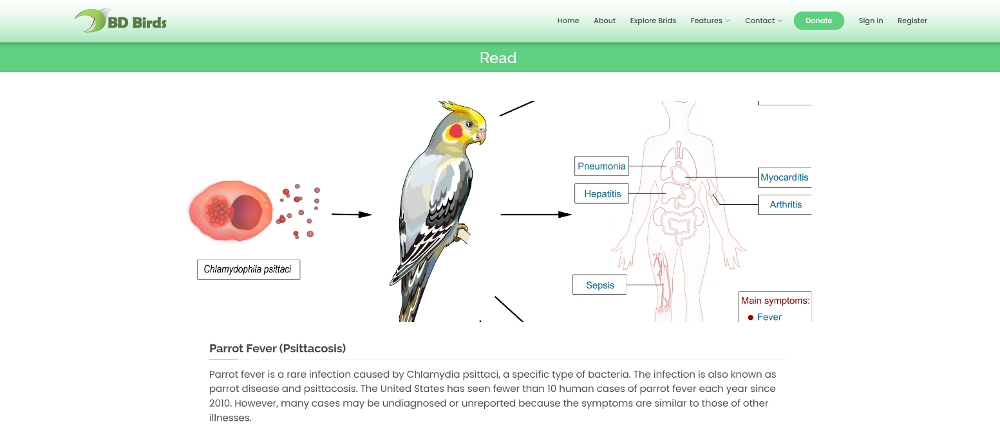 BD Birds
Home About Explore Brids Features Contact Donate Sign in Register
Read
Pneumonia
Myocarditis
Hepatitis
Arthritis
Chlamydophila psittaci
Sepsis
Main symptoms:
Fever
Parrot Fever (Psittacosis)
Parrot fever is a rare infection caused by Chlamydia psittaci, a specific type of bacteria. The infection is also known as
parrot disease and psittacosis. The United States has seen fewer than 10 human cases of parrot fever each year since
2010. However, many cases may be undiagnosed or unreported because the symptoms are similar to those of other
illnesses.